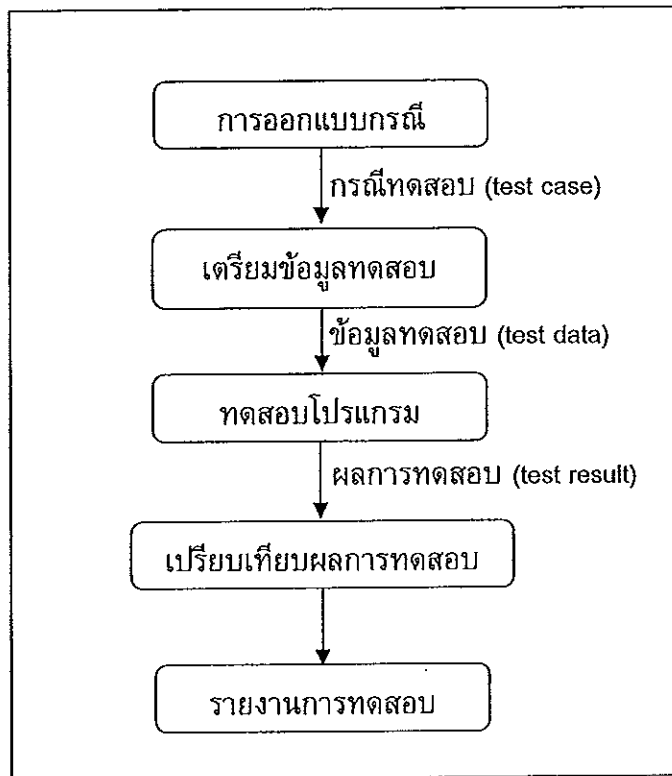 การออกแบบกรณี
กรณีทดสอบ (test case)
เตรียมข้อมูลทดสอบ
ข้อมูลทดสอบ (test data)
ทดสอบโปรแกรม
ผลการทดสอบ (test result)
เปรียบเทียบผลการทดสอบ
รายงานการทดสอบ